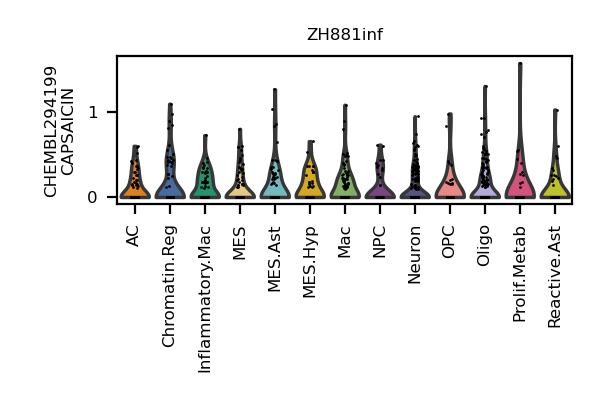 ZH881inf
CHEMBL294199
CAPSAICIN
1
0
AC
Chromatin.Reg
Inflammatory.Mac
MES
MES.Ast
MES.Hyp
Mac
NPC
Neuron
OPC
Oligo
Prolif.Metab
Reactive.Ast